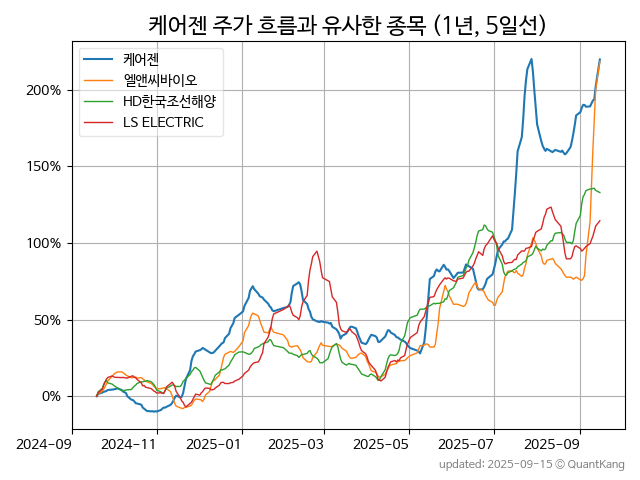 케어젠 주가 흐름과 유사한 종목 (1년, 5일선)
케어젠
엘앤씨바이오
HD한국조선해양
LS ELECTRIC
200%
150%
100%
50%
0%
2024-09
2024-11
2025-01
2025-03
2025-05
2025-07
2025-09
updated: 2025-09-15 © QuantKang